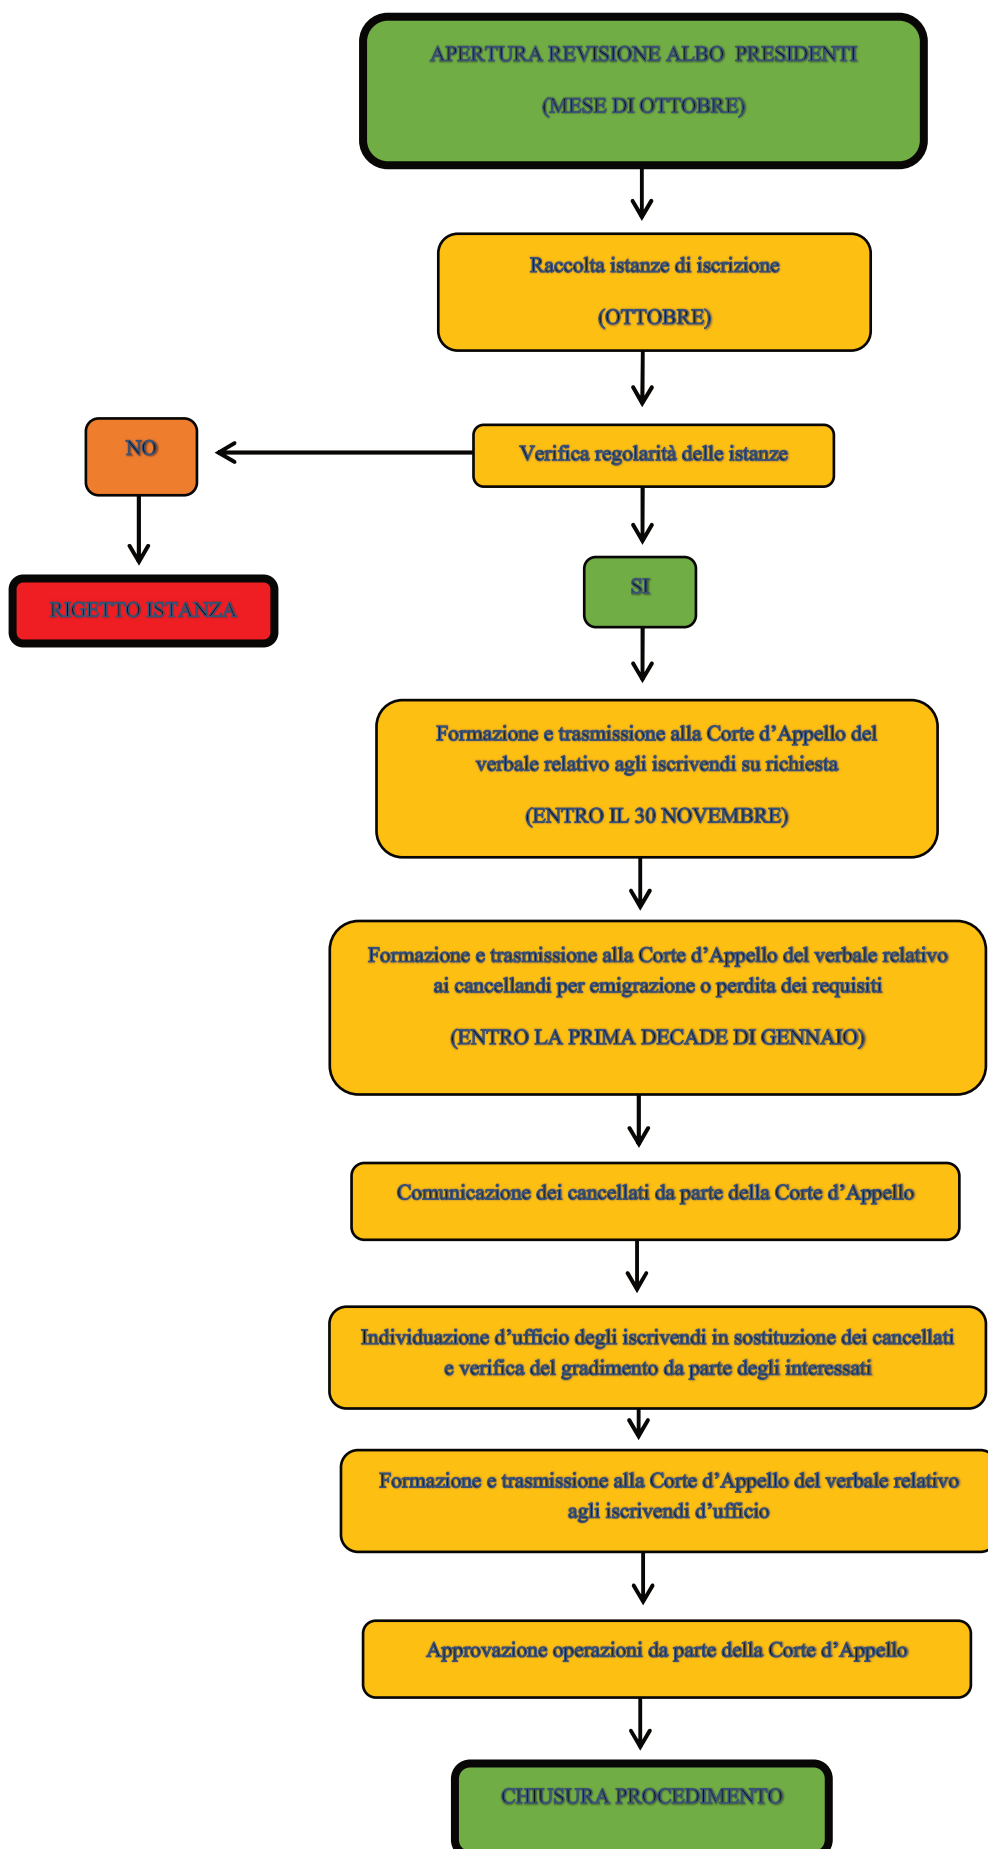 APERTURA REVISIONE ALBO PRESIDENTI
(MESE DI OTTOBRE)
Raccolta istanze di iscrizione
(OTTOBRE)
NO
Verifica regolarità delle istanze
SI
RIGETTO ISTANZA
Formazione e trasmissione alla Corte d’Appello del
verbale relativo agli iscrivendi su richiesta
(ENTRO IL 30 NOVEMBRE)
Formazione e trasmissione alla Corte d’Appello del verbale relativo
ai cancellandi per emigrazione o perdita dei requisiti
(ENTRO LA PRIMA DECADE DI GENNAIO)
Comunicazione dei cancellati da parte della Corte d’Appello
Individuazione d’ufficio degli iscrivendi in sostituzione dei cancellati
e verifica del gradimento da parte degli interessati
Formazione e trasmissione alla Corte d’Appello del verbale relativo
agli iscrivendi d’ufficio
Approvazione operazioni da parte della Corte d’Appello
CHIUSURA PROCEDIMENTO